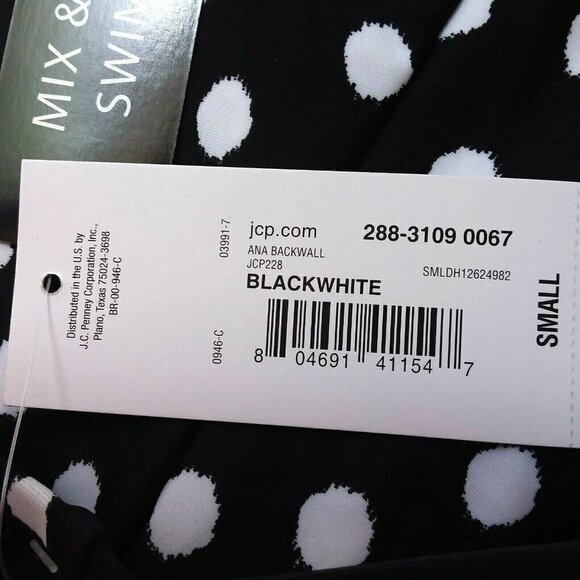 MIX &
SWIM
Distributed in the U.S. by
J.C. Penney Corporation, Inc.,
Plano, Texas 75024-3698
BR-00-946-C
03991-7
0946-C
jcp.com 288-3109 0067
ANA BACKWALL
JCP228 SMLDH12624982
BLACKWHITE
8 04691 41154 7
SMALL